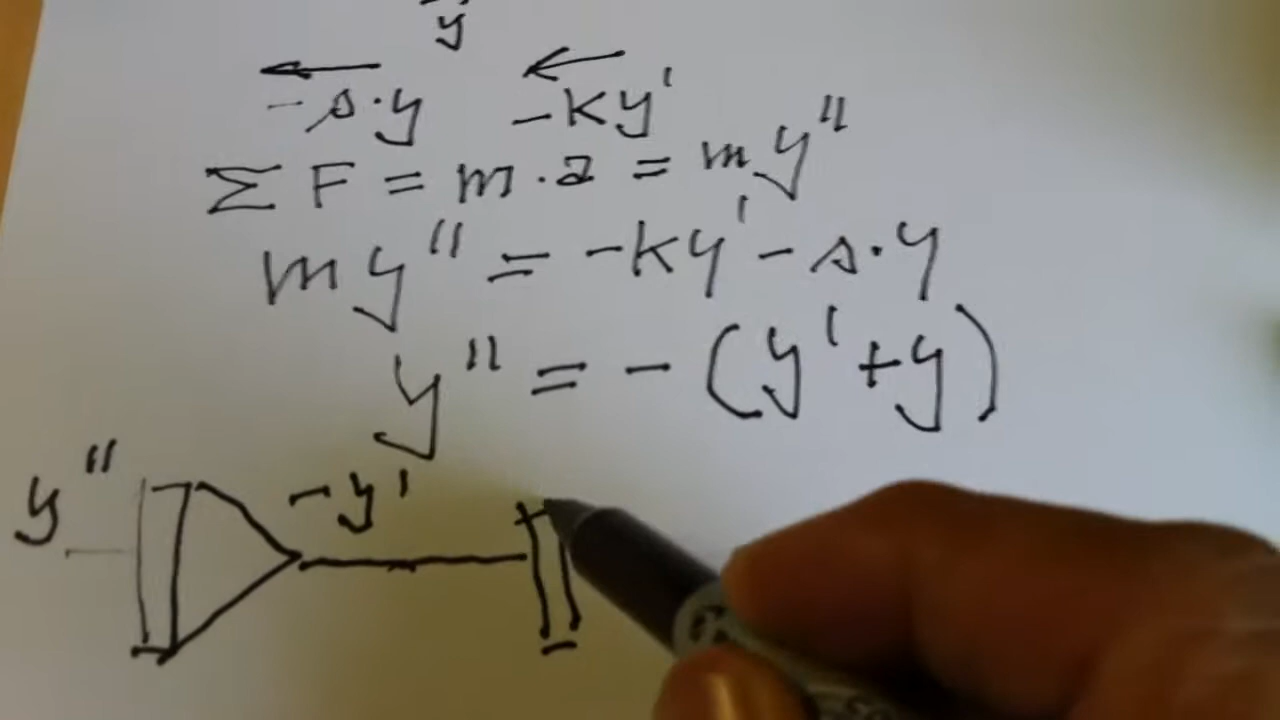 y
-s·y -ky'
ΣF = m.a = my''
my'' = -ky' - s·y
y'' = -(y'+y)
y'' -y'